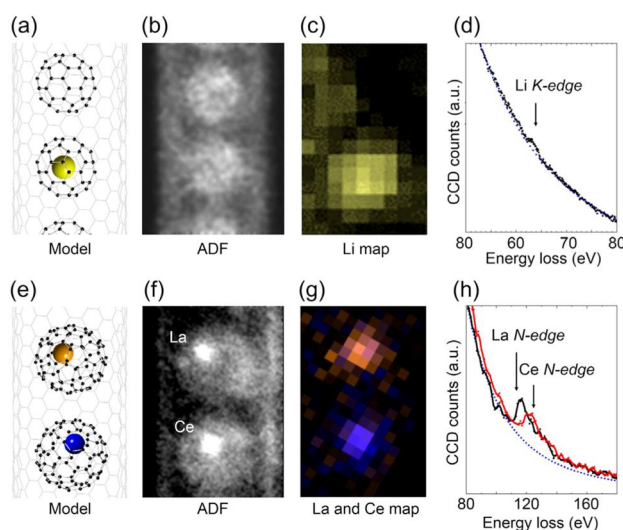 (a) (b) (c) (d)
Li K-edge
CCD counts (a.u.)
80 60 70 80
Model ADF Li map Energy loss (eV)
(e) (f) (g) (h)
La
La N-edge
Ce N-edge
Ce
CCD counts (a.u.)
80 120 160
Model ADF La and Ce map Energy loss (eV)